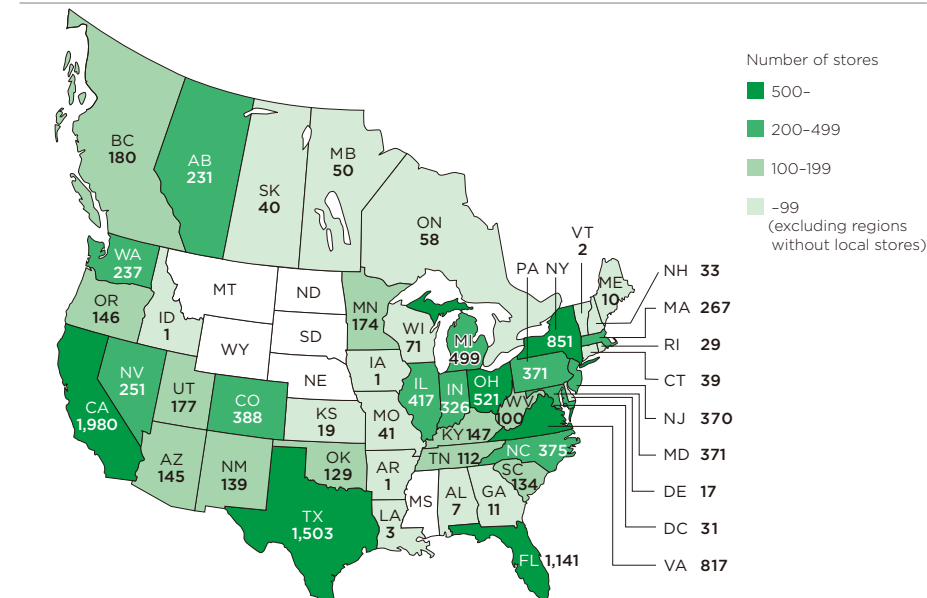 Number of stores
500–
200–499
100–199
–99
(excluding regions
without local stores)
BC
180
AB
231
SK
40
MB
50
ON
58
VT
2
PA NY
NH 33
ME
10
MA 267
WA
237
MT
ND
MN
174
OR
146
ID
1
WI
71
MI
499
851
RI 29
SD
WY
IA
1
371
CT 39
NV
251
UT
177
CO
388
NE
IL
417
IN
326
OH
521
WV
100
NJ 370
CA
1,980
KS
19
MO
41
KY 147
NC 375
MD 371
AZ
145
NM
139
OK
129
AR
1
TN 112
SC
134
DE 17
MS
AL
7
GA
11
TX
1,503
LA
3
DC 31
FL 1,141
VA 817